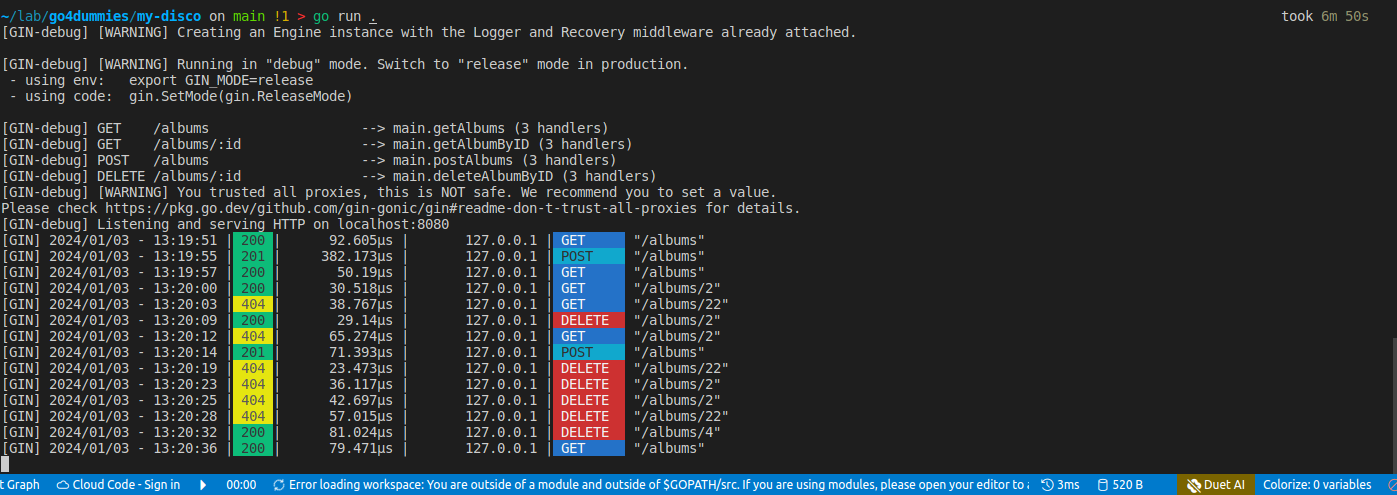 ~/lab/go4dummies/my-disco on main !1 > go run . took 6m 50s
[GIN-debug] [WARNING] Creating an Engine instance with the Logger and Recovery middleware already attached.
[GIN-debug] [WARNING] Running in "debug" mode. Switch to "release" mode in production.
- using env: export GIN_MODE=release
- using code: gin.SetMode(gin.ReleaseMode)
[GIN-debug] GET /albums --> main.getAlbums (3 handlers)
[GIN-debug] GET /albums/:id --> main.getAlbumByID (3 handlers)
[GIN-debug] POST /albums --> main.postAlbums (3 handlers)
[GIN-debug] DELETE /albums/:id --> main.deleteAlbumByID (3 handlers)
[GIN-debug] [WARNING] You trusted all proxies, this is NOT safe. We recommend you to set a value.
Please check https://pkg.go.dev/github.com/gin-gonic/gin#readme-don-t-trust-all-proxies for details.
[GIN-debug] Listening and serving HTTP on localhost:8080
[GIN] 2024/01/03 - 13:19:51 | 200 | 92.605µs | 127.0.0.1 | GET "/albums"
[GIN] 2024/01/03 - 13:19:55 | 201 | 382.173µs | 127.0.0.1 | POST "/albums"
[GIN] 2024/01/03 - 13:19:57 | 200 | 50.19µs | 127.0.0.1 | GET "/albums"
[GIN] 2024/01/03 - 13:20:00 | 200 | 30.518µs | 127.0.0.1 | GET "/albums/2"
[GIN] 2024/01/03 - 13:20:03 | 404 | 38.767µs | 127.0.0.1 | GET "/albums/22"
[GIN] 2024/01/03 - 13:20:09 | 200 | 29.14µs | 127.0.0.1 | DELETE "/albums/2"
[GIN] 2024/01/03 - 13:20:12 | 404 | 65.274µs | 127.0.0.1 | GET "/albums/2"
[GIN] 2024/01/03 - 13:20:14 | 201 | 71.393µs | 127.0.0.1 | POST "/albums"
[GIN] 2024/01/03 - 13:20:19 | 404 | 23.473µs | 127.0.0.1 | DELETE "/albums/22"
[GIN] 2024/01/03 - 13:20:23 | 404 | 36.117µs | 127.0.0.1 | DELETE "/albums/2"
[GIN] 2024/01/03 - 13:20:25 | 404 | 42.697µs | 127.0.0.1 | DELETE "/albums/2"
[GIN] 2024/01/03 - 13:20:28 | 404 | 57.015µs | 127.0.0.1 | DELETE "/albums/22"
[GIN] 2024/01/03 - 13:20:32 | 200 | 81.024µs | 127.0.0.1 | DELETE "/albums/4"
[GIN] 2024/01/03 - 13:20:36 | 200 | 79.471µs | 127.0.0.1 | GET "/albums"
t Graph Cloud Code - Sign in 00:00 Error loading workspace: You are outside of a module and outside of $GOPATH/src. If you are using modules, please open your editor to 3ms 520 B Duet AI Colorize: 0 variables